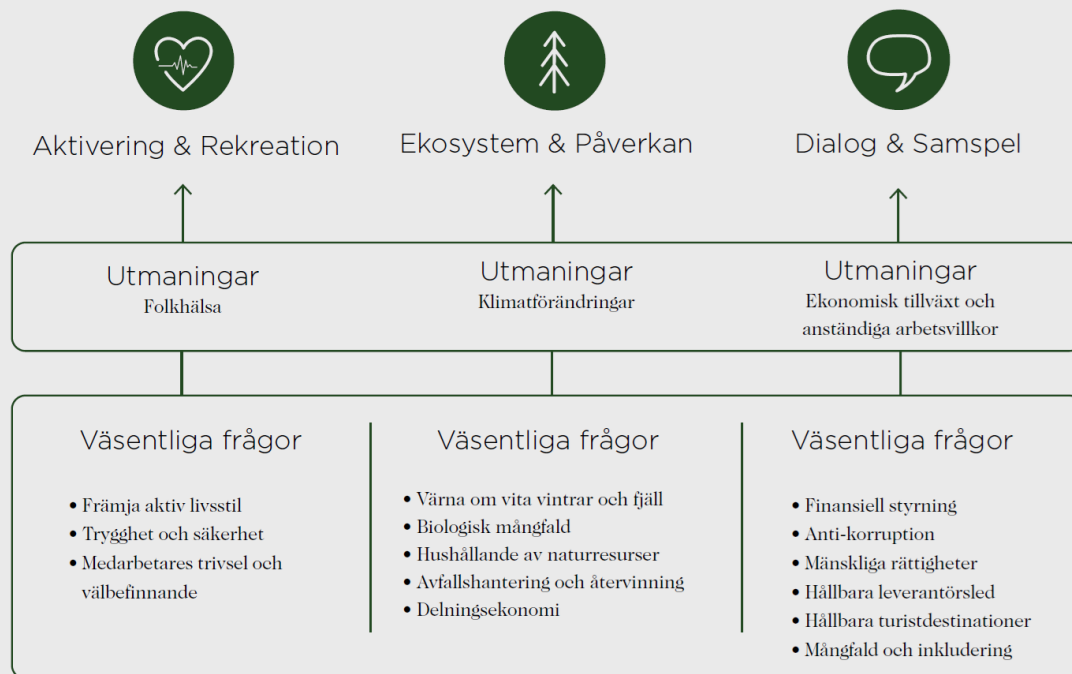 Aktivering & Rekreation
Ekosystem & Påverkan
Dialog & Samspel
Utmaningar
Folkhälsa
Utmaningar
Klimatförändringar
Utmaningar
Ekonomisk tillväxt och
anständiga arbetsvillkor
Väsentliga frågor
• Främja aktiv livsstil
• Trygghet och säkerhet
• Medarbetares trivsel och
välbefinnande
Väsentliga frågor
• Värna om vita vintrar och fjäll
• Biologisk mångfald
• Hushållande av naturresurser
• Avfallshantering och återvinning
• Delningsekonomi
Väsentliga frågor
• Finansiell styrning
• Anti-korruption
• Mänskliga rättigheter
• Hållbara leverantörsled
• Hållbara turistdestinationer
• Mångfald och inkludering